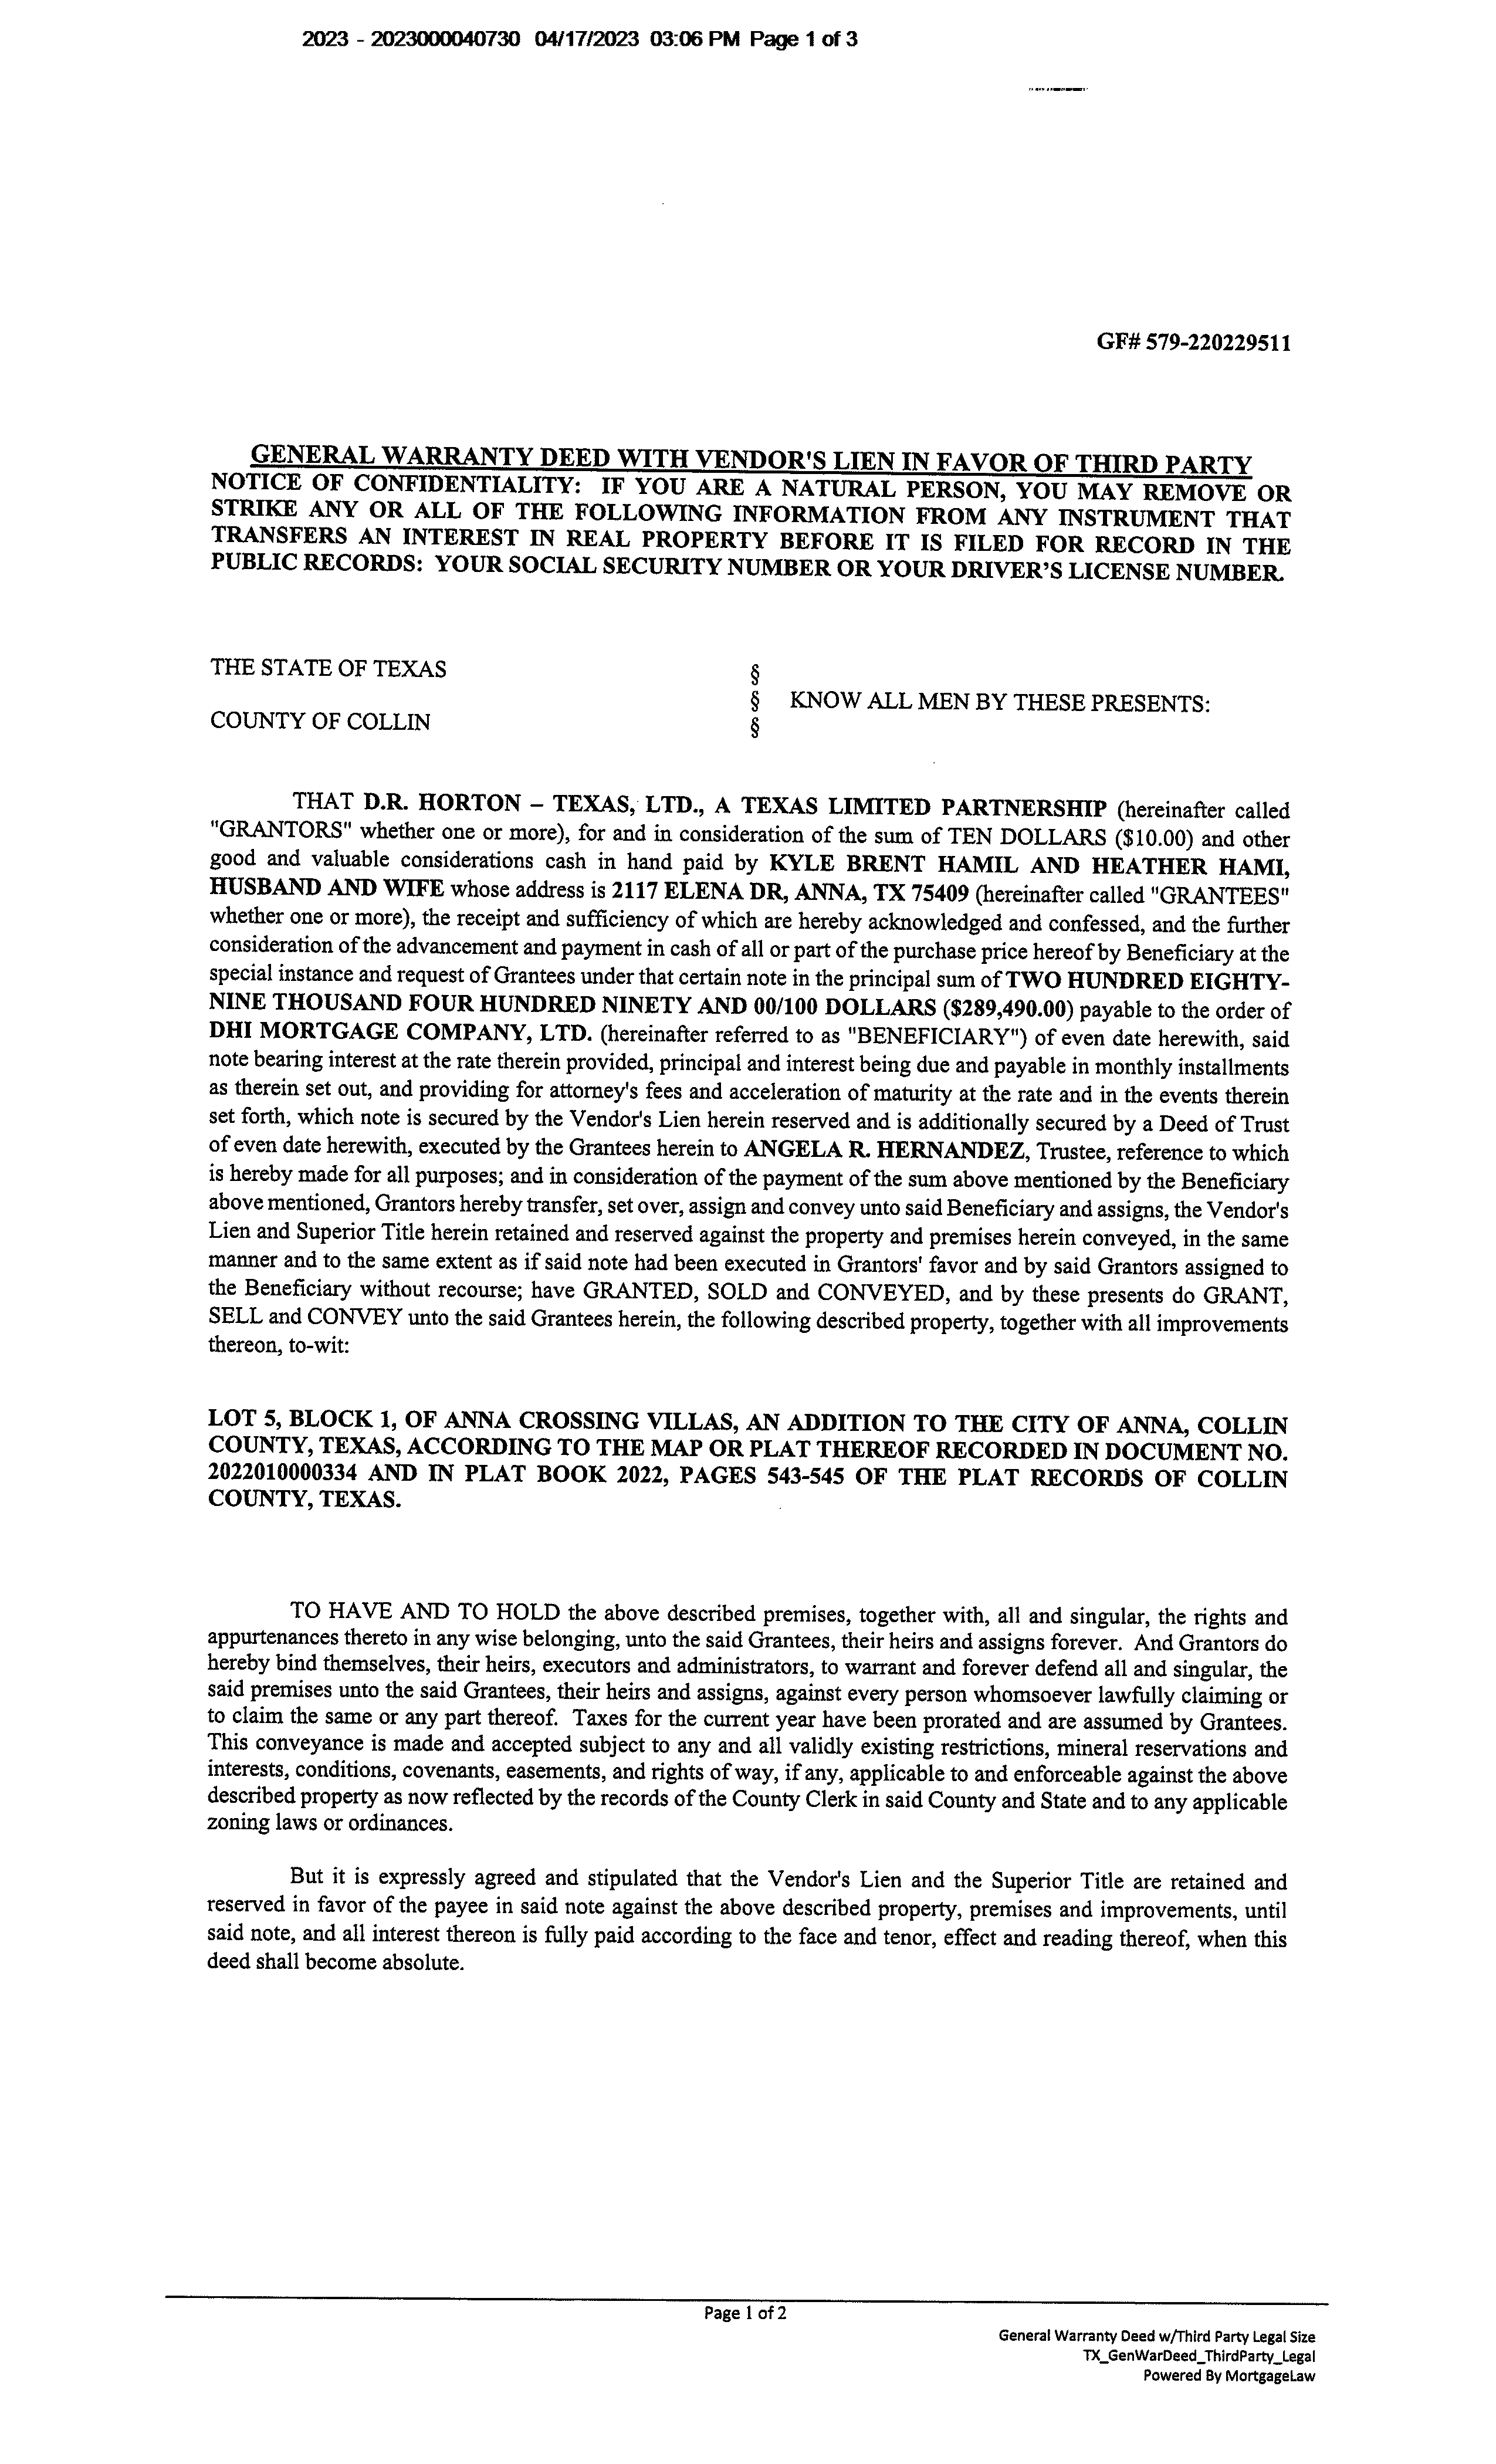 2023 - 2023000040730 04/17/2023 03:06 PM Page 1 of 3
GF# 579-220229511
GENERAL WARRANTY DEED WITH VENDOR'S LIEN IN FAVOR OF THIRD PARTY
NOTICE OF CONFIDENTIALITY: IF YOU ARE A NATURAL PERSON, YOU MAY REMOVE OR
STRIKE ANY OR ALL OF THE FOLLOWING INFORMATION FROM ANY INSTRUMENT THAT
TRANSFERS AN INTEREST IN REAL PROPERTY BEFORE IT IS FILED FOR RECORD IN THE
PUBLIC RECORDS: YOUR SOCIAL SECURITY NUMBER OR YOUR DRIVER'S LICENSE NUMBER.
THE STATE OF TEXAS §
§ KNOW ALL MEN BY THESE PRESENTS:
COUNTY OF COLLIN §
THAT D.R. HORTON – TEXAS, LTD., A TEXAS LIMITED PARTNERSHIP (hereinafter called
"GRANTORS" whether one or more), for and in consideration of the sum of TEN DOLLARS ($10.00) and other
good and valuable considerations cash in hand paid by KYLE BRENT HAMIL AND HEATHER HAMI,
HUSBAND AND WIFE whose address is 2117 ELENA DR, ANNA, TX 75409 (hereinafter called "GRANTEES"
whether one or more), the receipt and sufficiency of which are hereby acknowledged and confessed, and the further
consideration of the advancement and payment in cash of all or part of the purchase price hereof by Beneficiary at the
special instance and request of Grantees under that certain note in the principal sum of TWO HUNDRED EIGHTY-
NINE THOUSAND FOUR HUNDRED NINETY AND 00/100 DOLLARS ($289,490.00) payable to the order of
DHI MORTGAGE COMPANY, LTD. (hereinafter referred to as "BENEFICIARY") of even date herewith, said
note bearing interest at the rate therein provided, principal and interest being due and payable in monthly installments
as therein set out, and providing for attorney's fees and acceleration of maturity at the rate and in the events therein
set forth, which note is secured by the Vendor's Lien herein reserved and is additionally secured by a Deed of Trust
of even date herewith, executed by the Grantees herein to ANGELA R. HERNANDEZ, Trustee, reference to which
is hereby made for all purposes; and in consideration of the payment of the sum above mentioned by the Beneficiary
above mentioned, Grantors hereby transfer, set over, assign and convey unto said Beneficiary and assigns, the Vendor's
Lien and Superior Title herein retained and reserved against the property and premises herein conveyed, in the same
manner and to the same extent as if said note had been executed in Grantors' favor and by said Grantors assigned to
the Beneficiary without recourse; have GRANTED, SOLD and CONVEYED, and by these presents do GRANT,
SELL and CONVEY unto the said Grantees herein, the following described property, together with all improvements
thereon, to-wit:
LOT 5, BLOCK 1, OF ANNA CROSSING VILLAS, AN ADDITION TO THE CITY OF ANNA, COLLIN
COUNTY, TEXAS, ACCORDING TO THE MAP OR PLAT THEREOF RECORDED IN DOCUMENT NO.
2022010000334 AND IN PLAT BOOK 2022, PAGES 543-545 OF THE PLAT RECORDS OF COLLIN
COUNTY, TEXAS.
TO HAVE AND TO HOLD the above described premises, together with, all and singular, the rights and
appurtenances thereto in any wise belonging, unto the said Grantees, their heirs and assigns forever. And Grantors do
hereby bind themselves, their heirs, executors and administrators, to warrant and forever defend all and singular, the
said premises unto the said Grantees, their heirs and assigns, against every person whomsoever lawfully claiming or
to claim the same or any part thereof. Taxes for the current year have been prorated and are assumed by Grantees.
This conveyance is made and accepted subject to any and all validly existing restrictions, mineral reservations and
interests, conditions, covenants, easements, and rights of way, if any, applicable to and enforceable against the above
described property as now reflected by the records of the County Clerk in said County and State and to any applicable
zoning laws or ordinances.
But it is expressly agreed and stipulated that the Vendor's Lien and the Superior Title are retained and
reserved in favor of the payee in said note against the above described property, premises and improvements, until
said note, and all interest thereon is fully paid according to the face and tenor, effect and reading thereof, when this
deed shall become absolute.
Page 1 of 2
General Warranty Deed w/Third Party Legal Size
TX_GenWarDeed_ThirdParty_Legal
Powered By MortgageLaw